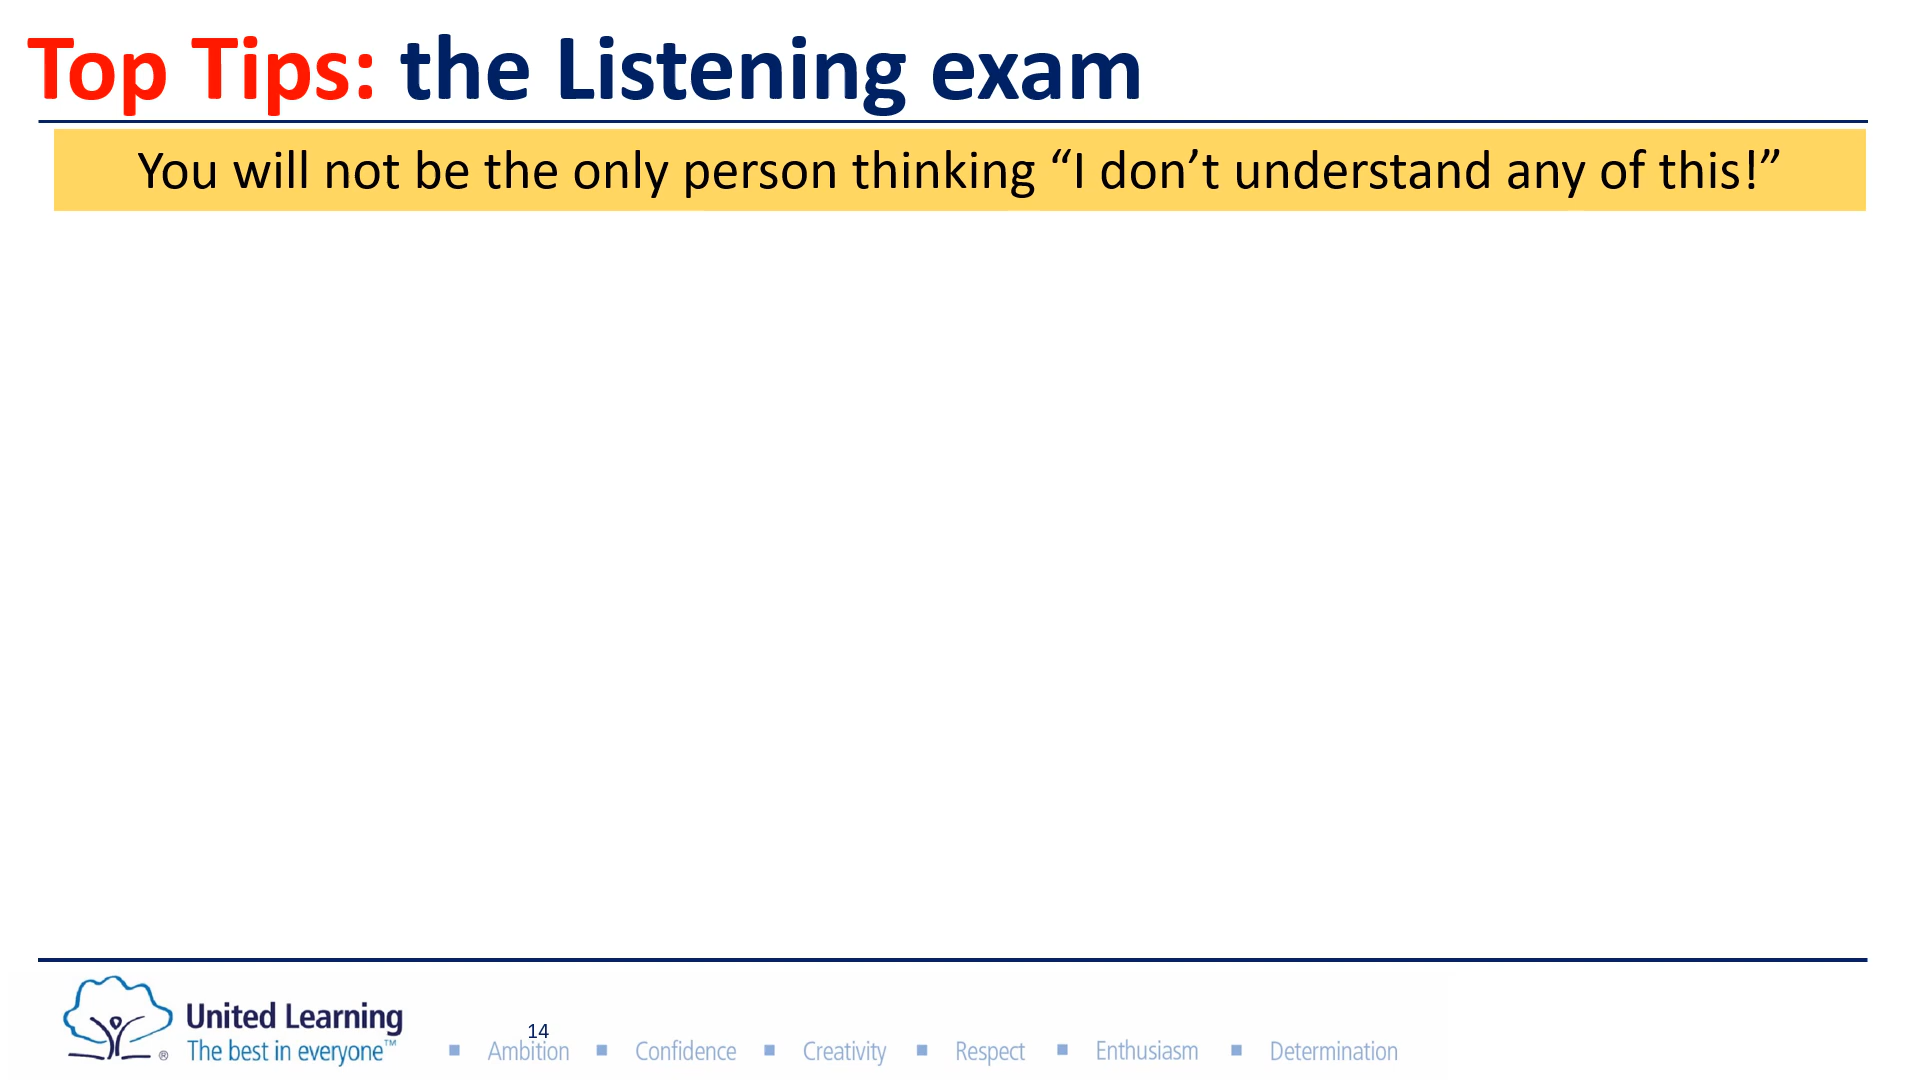 Top Tips: the Listening exam
You will not be the only person thinking “I don’t understand any of this!”
United Learning
The best in everyone™
®
14
▪ Ambition ▪ Confidence ▪ Creativity ▪ Respect ▪ Enthusiasm ▪ Determination